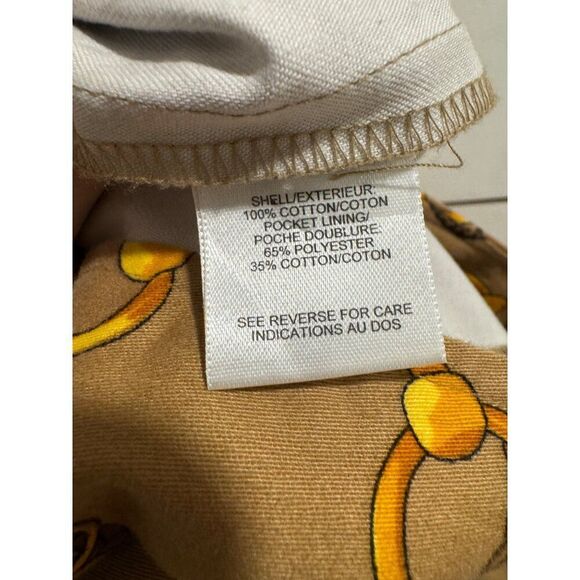 SHELL/EXTERIEUR:
100% COTTON/COTON
POCKET LINING/
POCHE DOUBLURE:
65% POLYESTER
35% COTTON/COTON
SEE REVERSE FOR CARE
INDICATIONS AU DOS